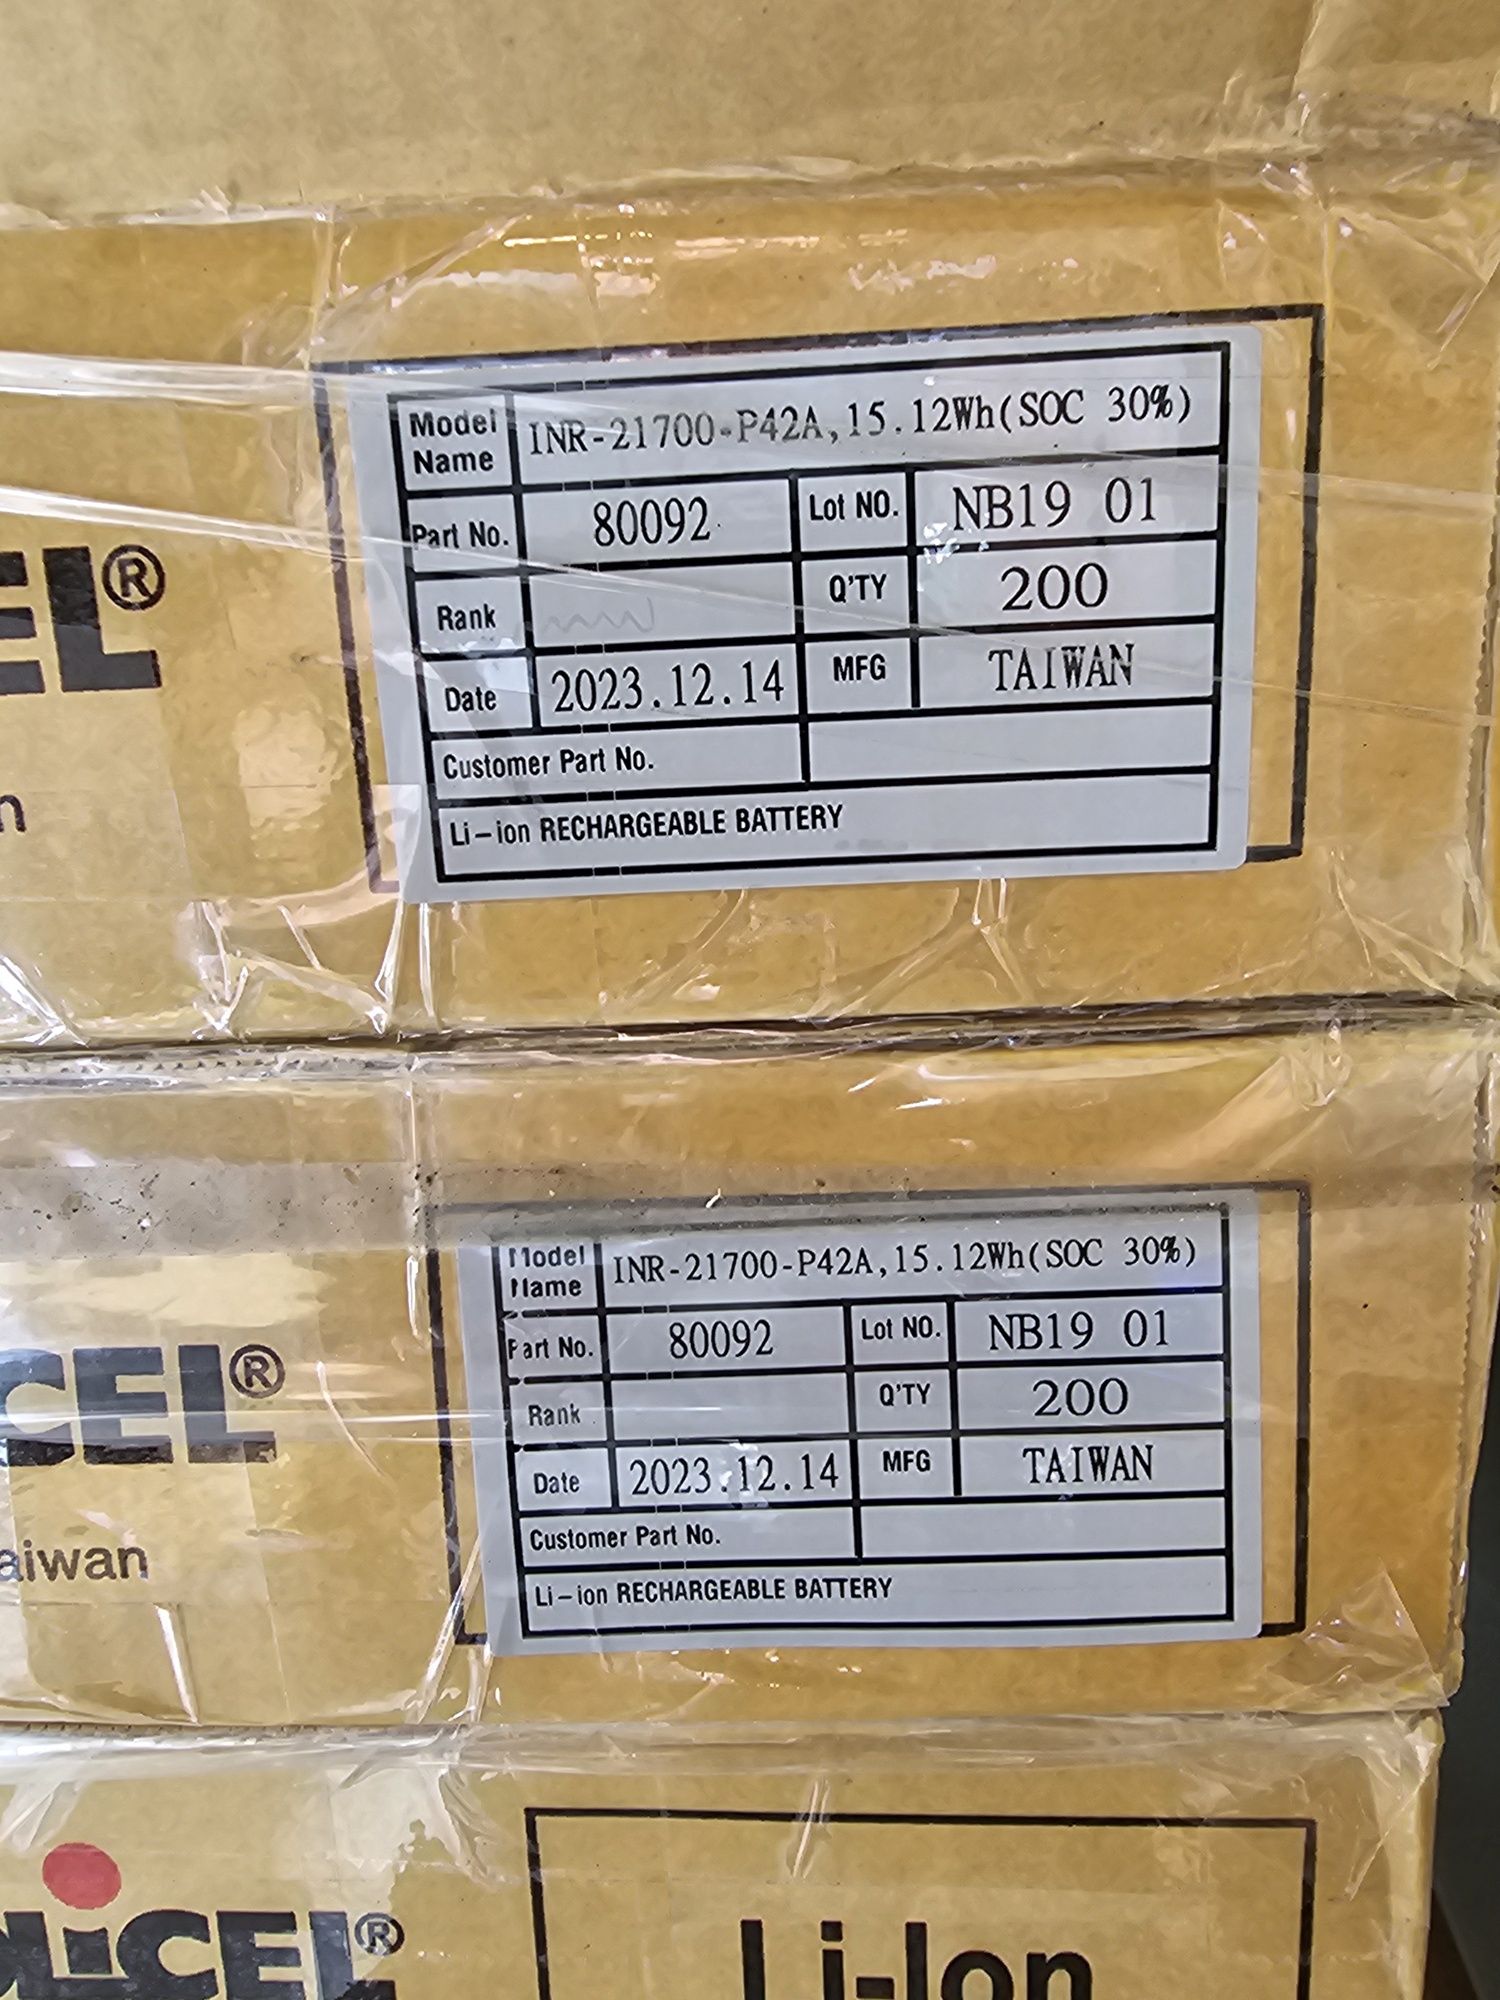 Model Name INR-21700-P42A,15.12Wh(SOC 30%)
Part No. 80092 Lot NO. NB19 01
Rank Q'TY 200
Date 2023.12.14 MFG TAIWAN
Customer Part No.
Li-ion RECHARGEABLE BATTERY
EL®
n
Model Name INR-21700-P42A,15.12Wh(SOC 30%)
Part No. 80092 Lot NO. NB19 01
Rank Q'TY 200
Date 2023.12.14 MFG TAIWAN
Customer Part No.
Li-ion RECHARGEABLE BATTERY
CEL®
aiwan
LiCEL®
Li-Ion